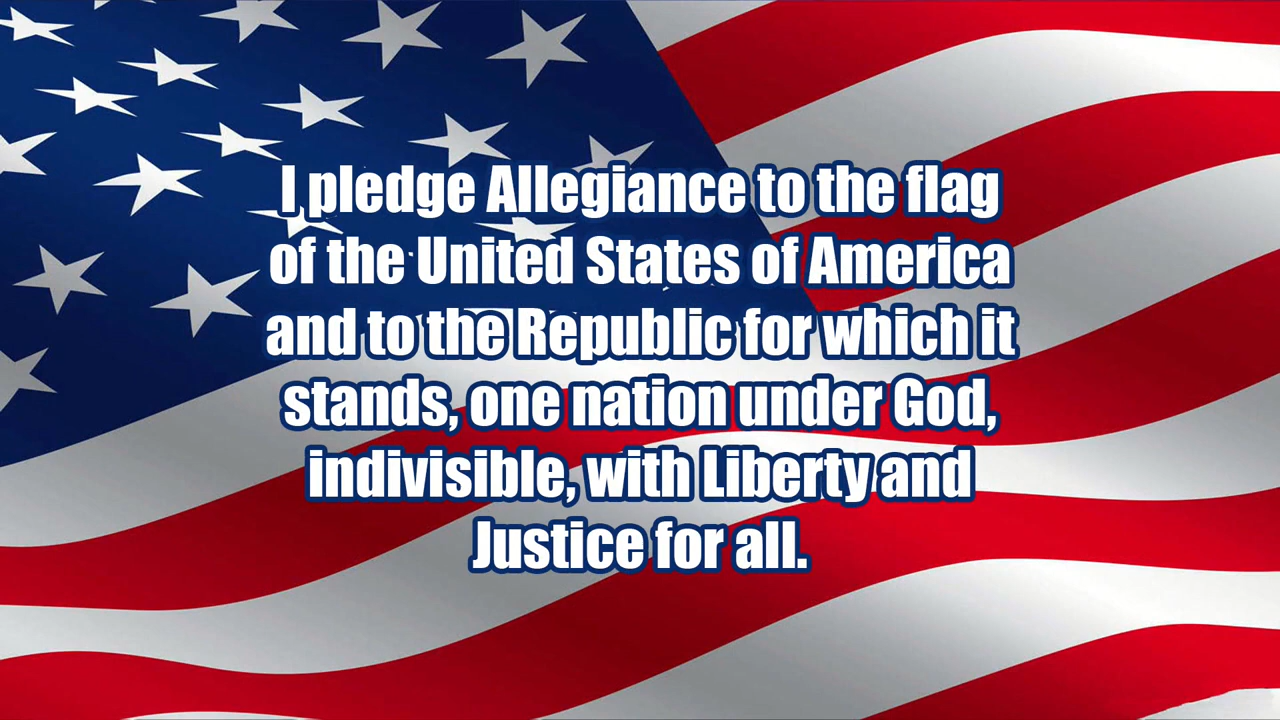 I pledge Allegiance to the flag
of the United States of America
and to the Republic for which it
stands, one nation under God,
indivisible, with Liberty and
Justice for all.